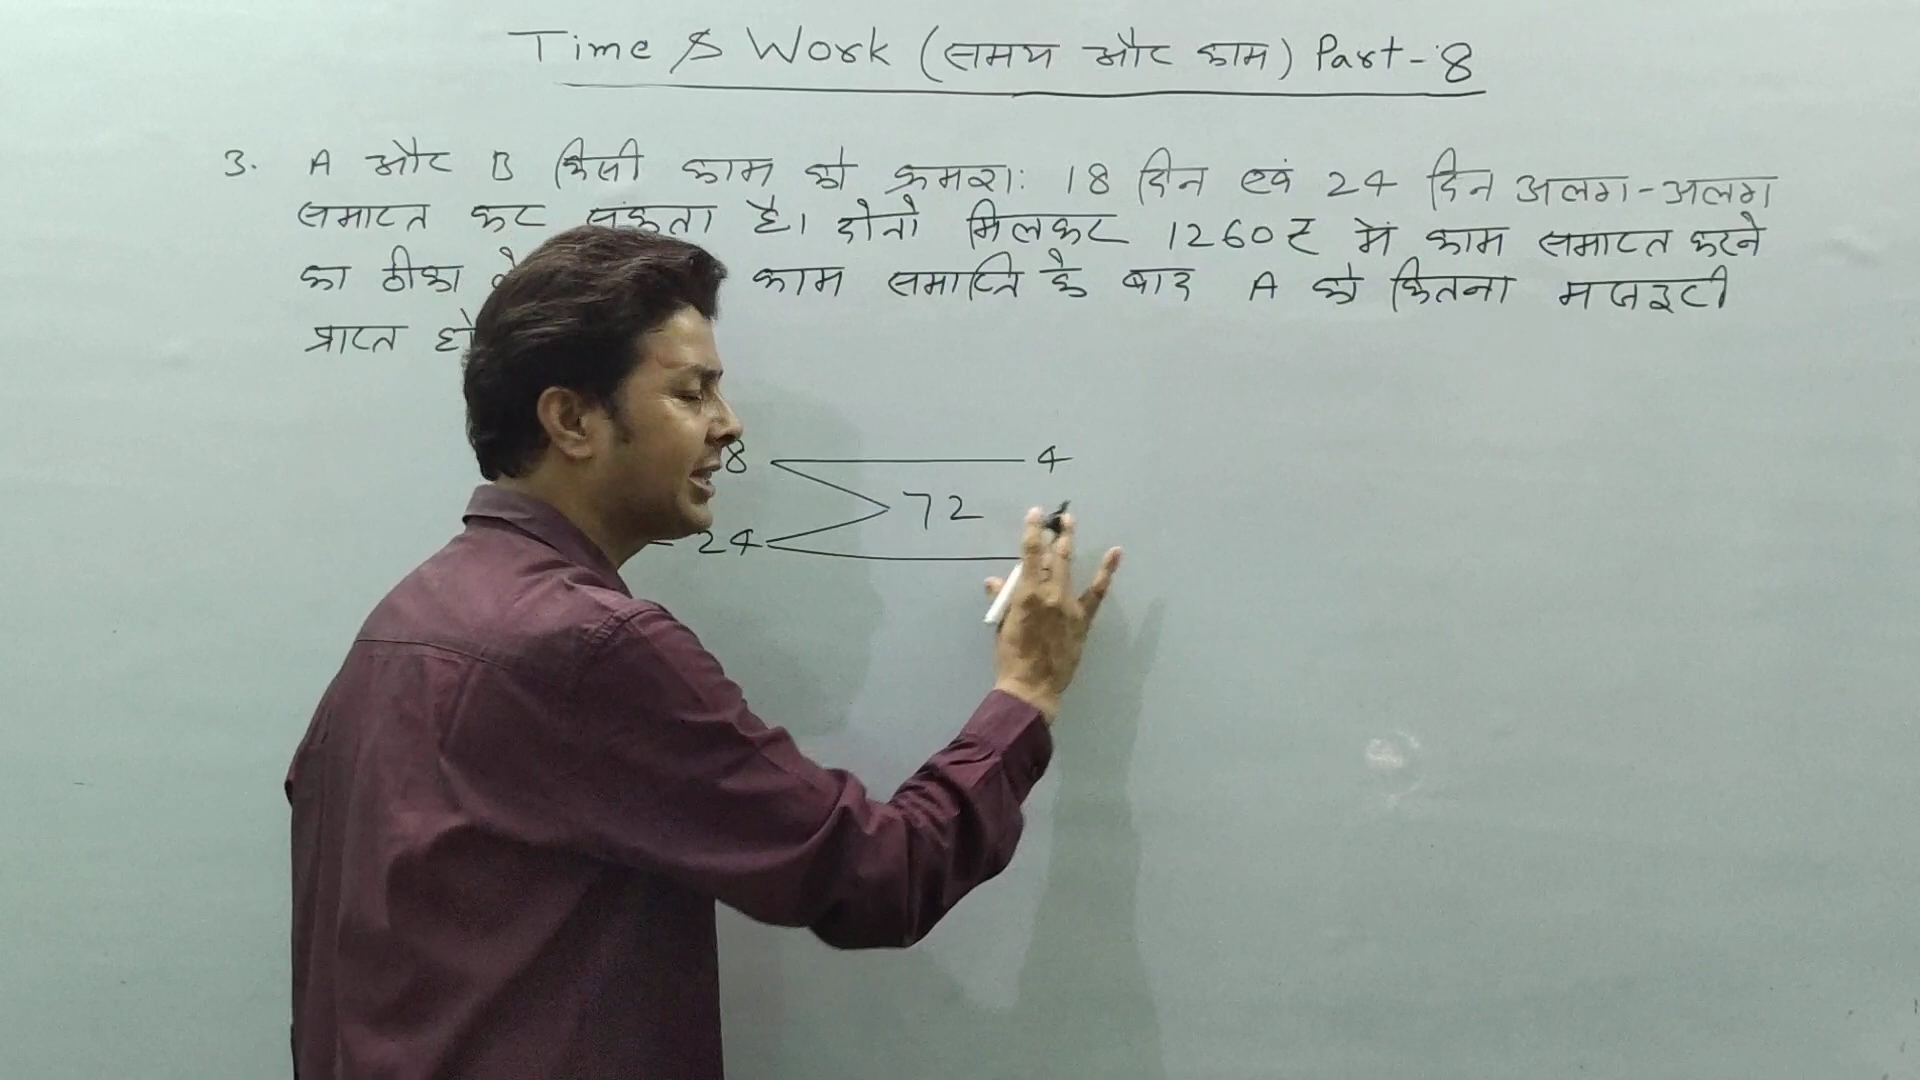 Time & Work (समय और काम) Part-8
3. A और B किसी काम को क्रमशः 18 दिन एवं 24 दिन अलग-अलग
समाप्त कर सकता है। दोनो मिलकर 1260₹ में काम समाप्त करने
का ठीका काम समाप्ति के बाद A को कितना मजदूरी
प्राप्त
8 4
72
24